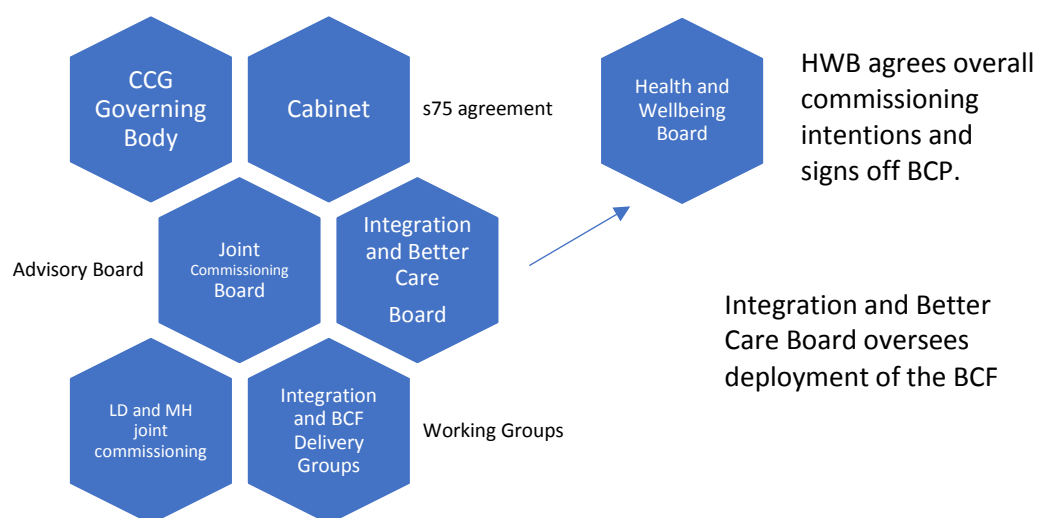 CCG
Governing
Body
Cabinet
s75 agreement
Health and
Wellbeing
Board
HWB agrees overall
commissioning
intentions and
signs off BCP.
Advisory Board
Joint
Commissioning
Board
Integration
and Better
Care
Board
Integration and Better
Care Board oversees
deployment of the BCF
LD and MH
joint
commissioning
Integration
and BCF
Delivery
Groups
Working Groups